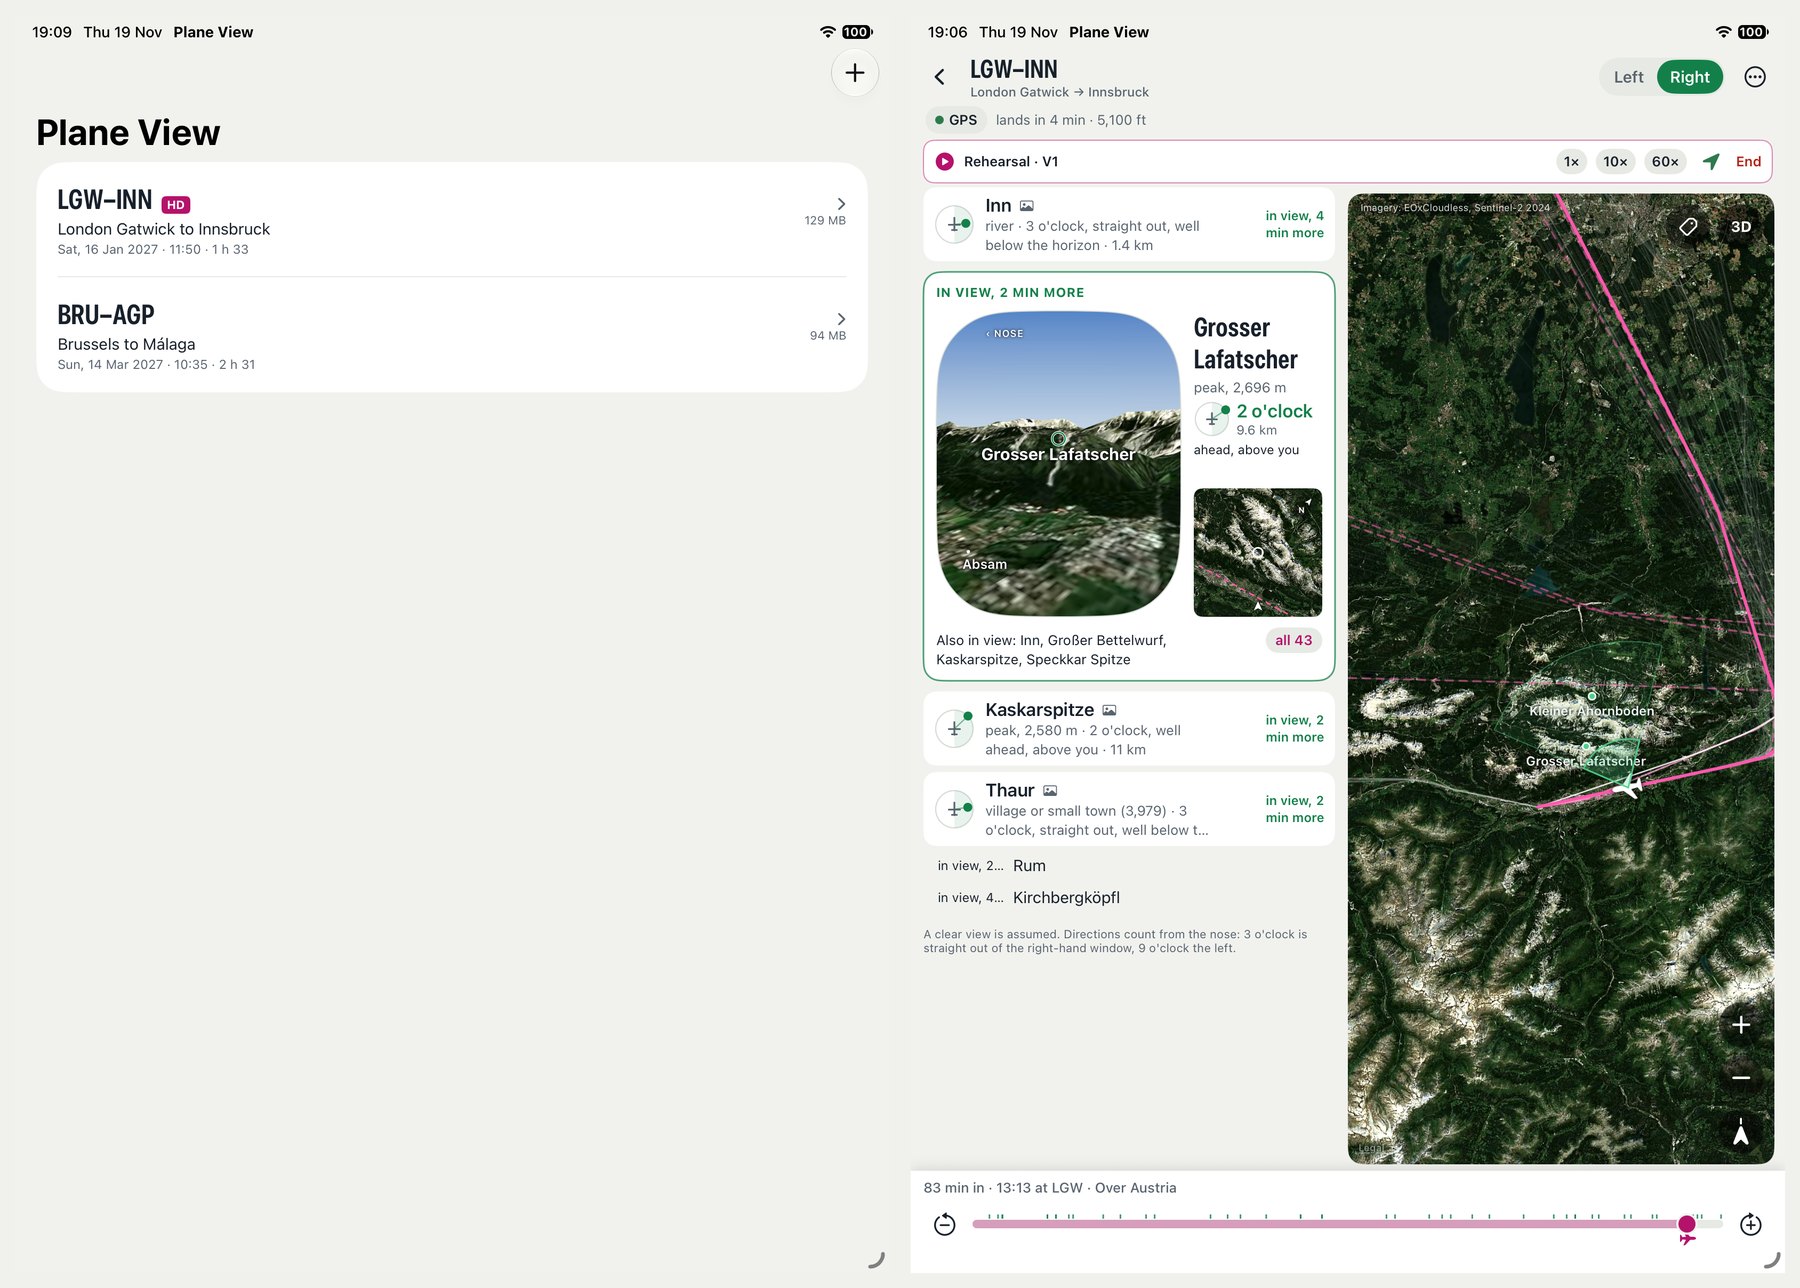 19:09 Thu 19 Nov Plane View
100
Plane View
LGW–INN HD
London Gatwick to Innsbruck
Sat, 16 Jan 2027 · 11:50 · 1 h 33
129 MB
BRU–AGP
Brussels to Málaga
Sun, 14 Mar 2027 · 10:35 · 2 h 31
94 MB
19:06 Thu 19 Nov Plane View
100
LGW–INN
London Gatwick → Innsbruck
Left Right
GPS lands in 4 min · 5,100 ft
Rehearsal · V1
1× 10× 60× End
Inn
river · 3 o'clock, straight out, well
below the horizon · 1.4 km
in view, 4
min more
IN VIEW, 2 MIN MORE
‹ NOSE
Grosser Lafatscher
Absam
Grosser
Lafatscher
peak, 2,696 m
2 o'clock
9.6 km
ahead, above you
N
Also in view: Inn, Großer Bettelwurf,
Kaskarspitze, Speckkar Spitze
all 43
Kaskarspitze
peak, 2,580 m · 2 o'clock, well
ahead, above you · 11 km
in view, 2
min more
Thaur
village or small town (3,979) · 3
o'clock, straight out, well below t...
in view, 2
min more
in view, 2... Rum
in view, 4... Kirchbergköpfl
A clear view is assumed. Directions count from the nose: 3 o'clock is
straight out of the right-hand window, 9 o'clock the left.
Imagery: EOxCloudless, Sentinel-2 2024
3D
Kleiner Ahornboden
Grosser Lafatscher
Legal
83 min in · 13:13 at LGW · Over Austria